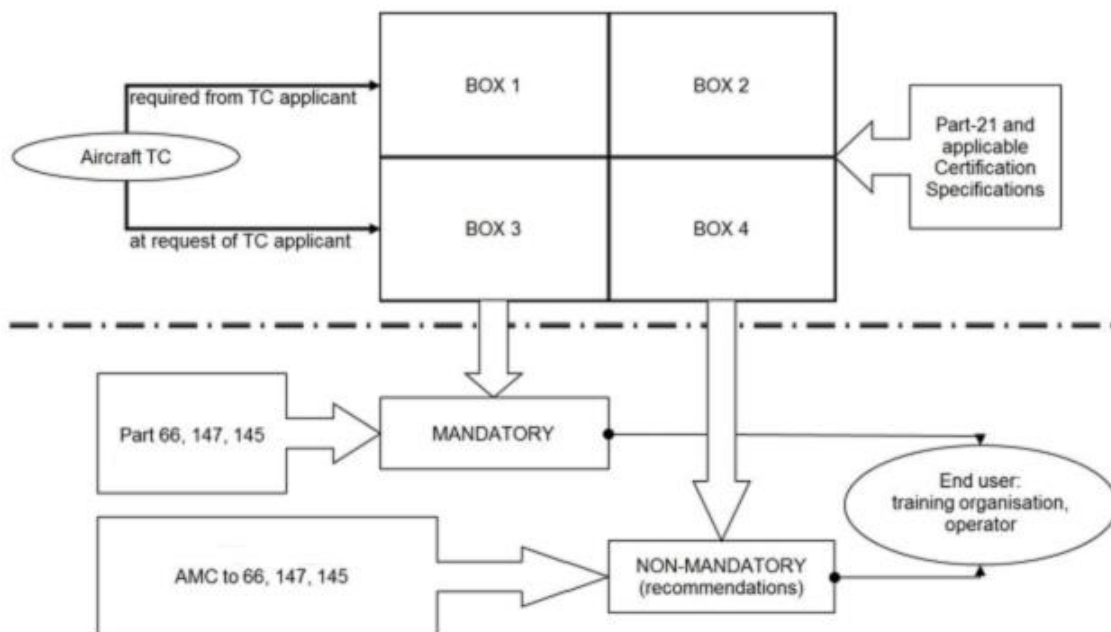 BOX 1
BOX 2
required from TC applicant
Aircraft TC
Part-21 and
applicable
Certification
Specifications
at request of TC applicant
BOX 3
BOX 4
Part 66, 147, 145
MANDATORY
End user:
training organisation,
operator
AMC to 66, 147, 145
NON-MANDATORY
(recommendations)